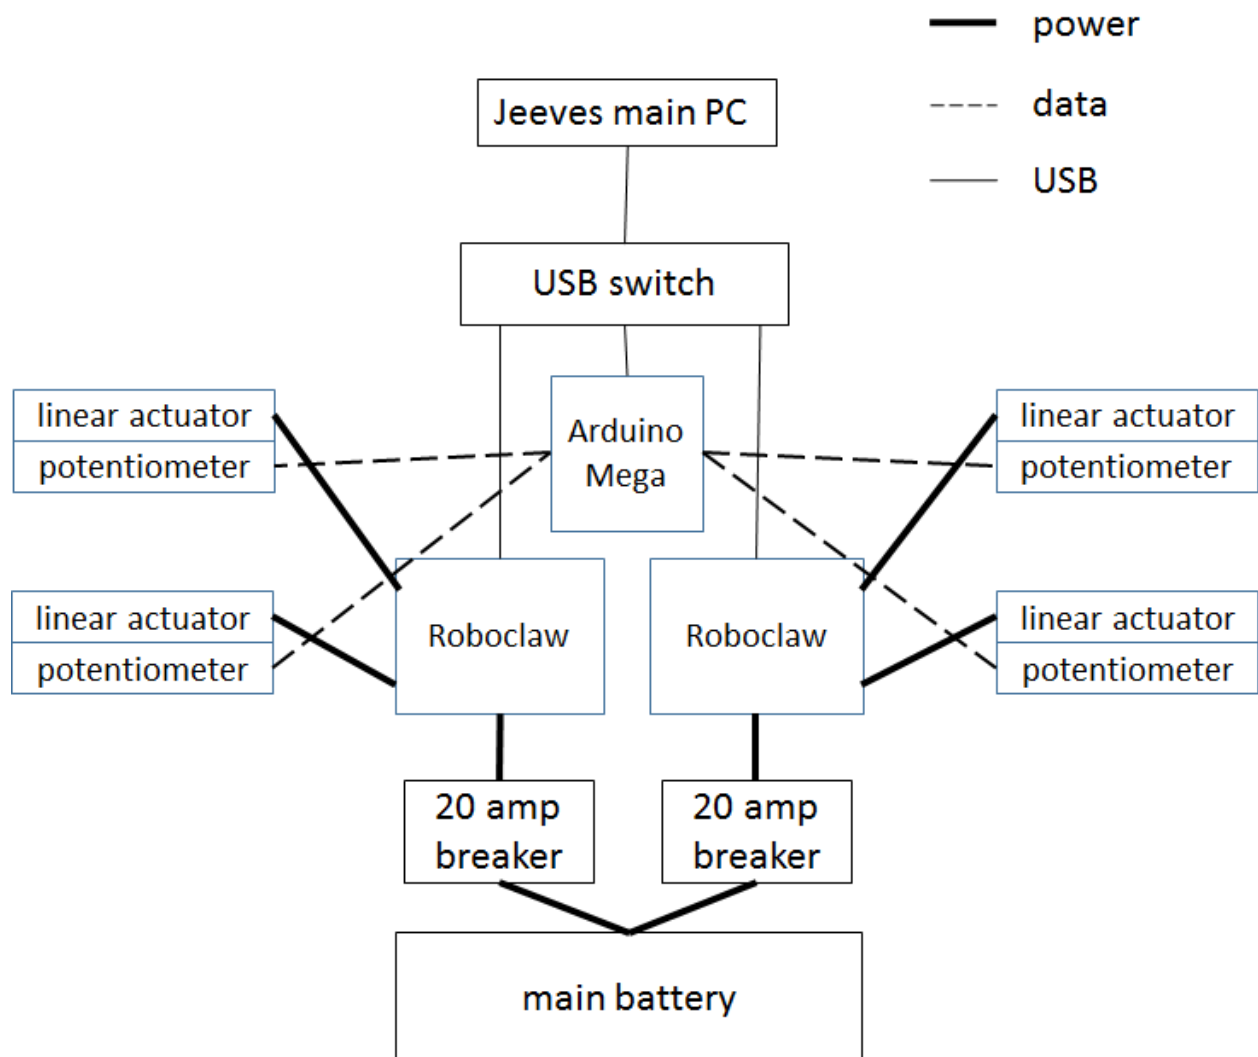 power
Jeeves main PC
data
USB
USB switch
linear actuator
potentiometer
Arduino
Mega
linear actuator
potentiometer
linear actuator
potentiometer
Roboclaw
Roboclaw
linear actuator
potentiometer
20 amp
breaker
20 amp
breaker
main battery